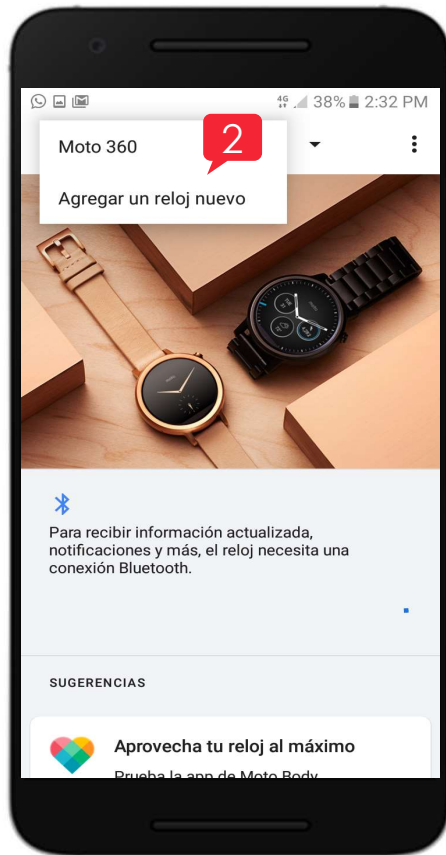 4G 38% 2:32 PM
Moto 360
2
Agregar un reloj nuevo
Para recibir información actualizada,
notificaciones y más, el reloj necesita una
conexión Bluetooth.
SUGERENCIAS
Aprovecha tu reloj al máximo
Prueba la app de Moto Body